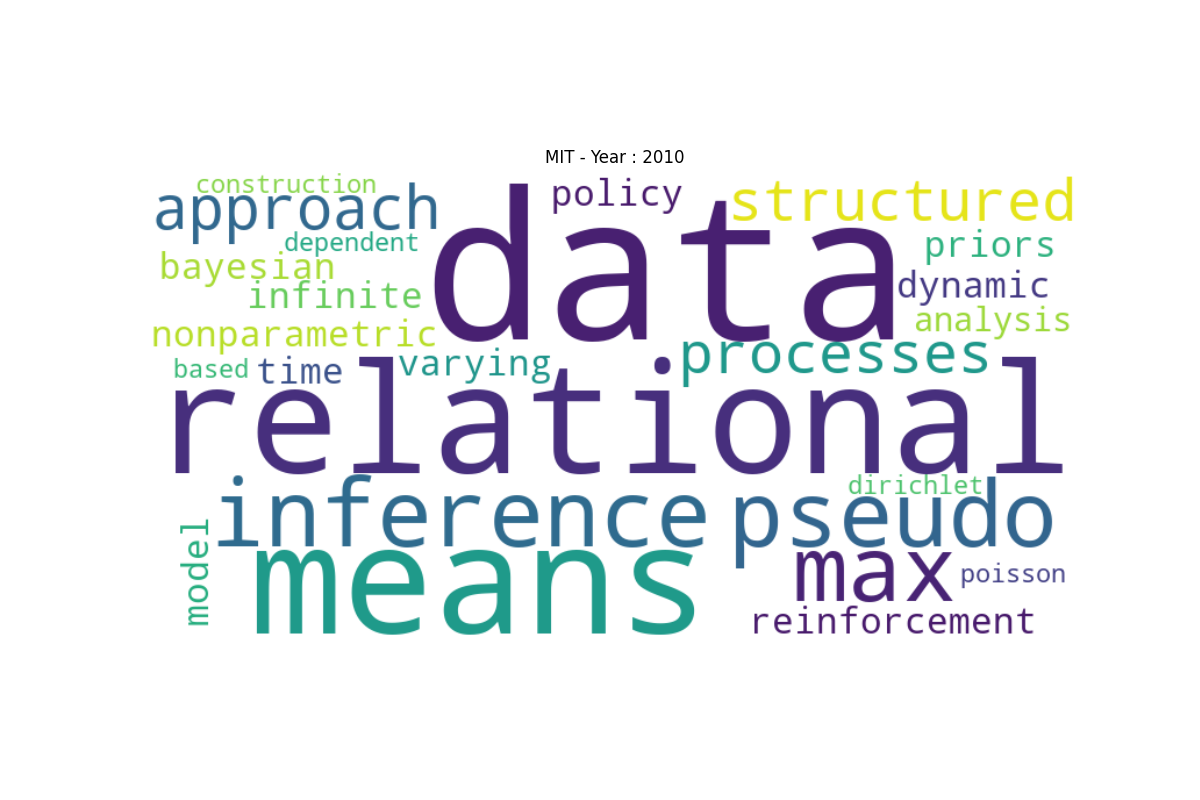 MIT - Year : 2010
construction
policy
structured
approach
data
dependent
priors
bayesian
infinite
dynamic
nonparametric
analysis
based
time
varying
processes
relational
inference
pseudo
dirichlet
model
means
max
poisson
reinforcement